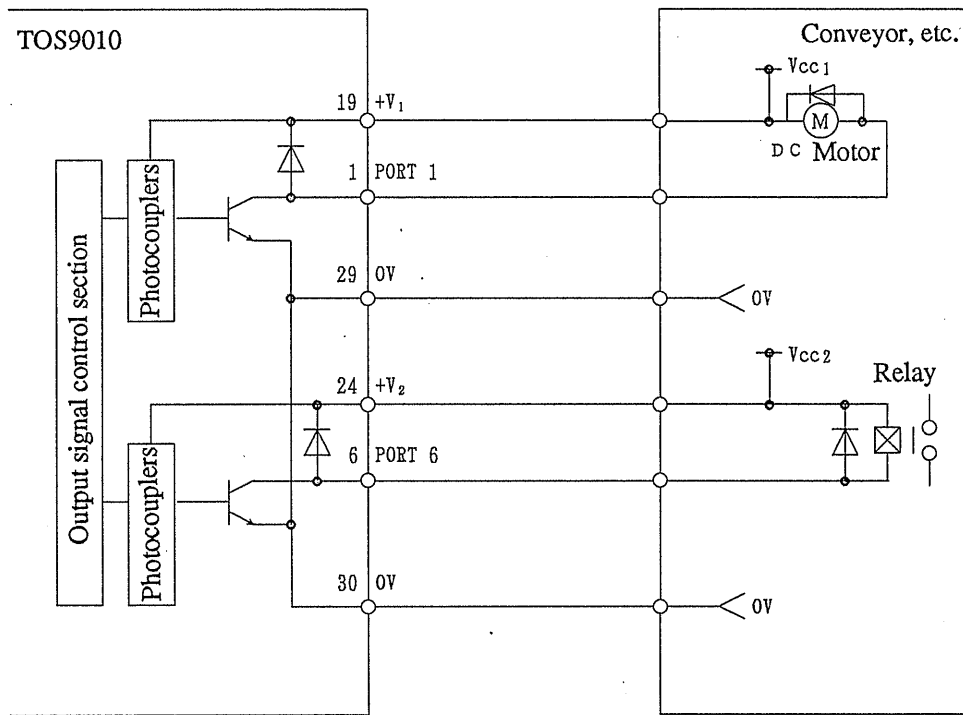 TOS9010
Conveyor, etc.
Vcc1
19 +V₁
M
DC Motor
1 PORT 1
Photocouplers
Output signal control section
29 0V
0V
Vcc2
Relay
24 +V₂
6 PORT 6
Photocouplers
30 0V
0V